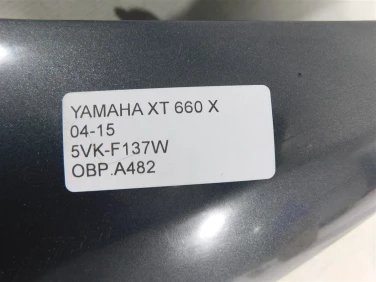 YAMAHA XT 660 X
04-15
5VK-F137W
OBP.A482